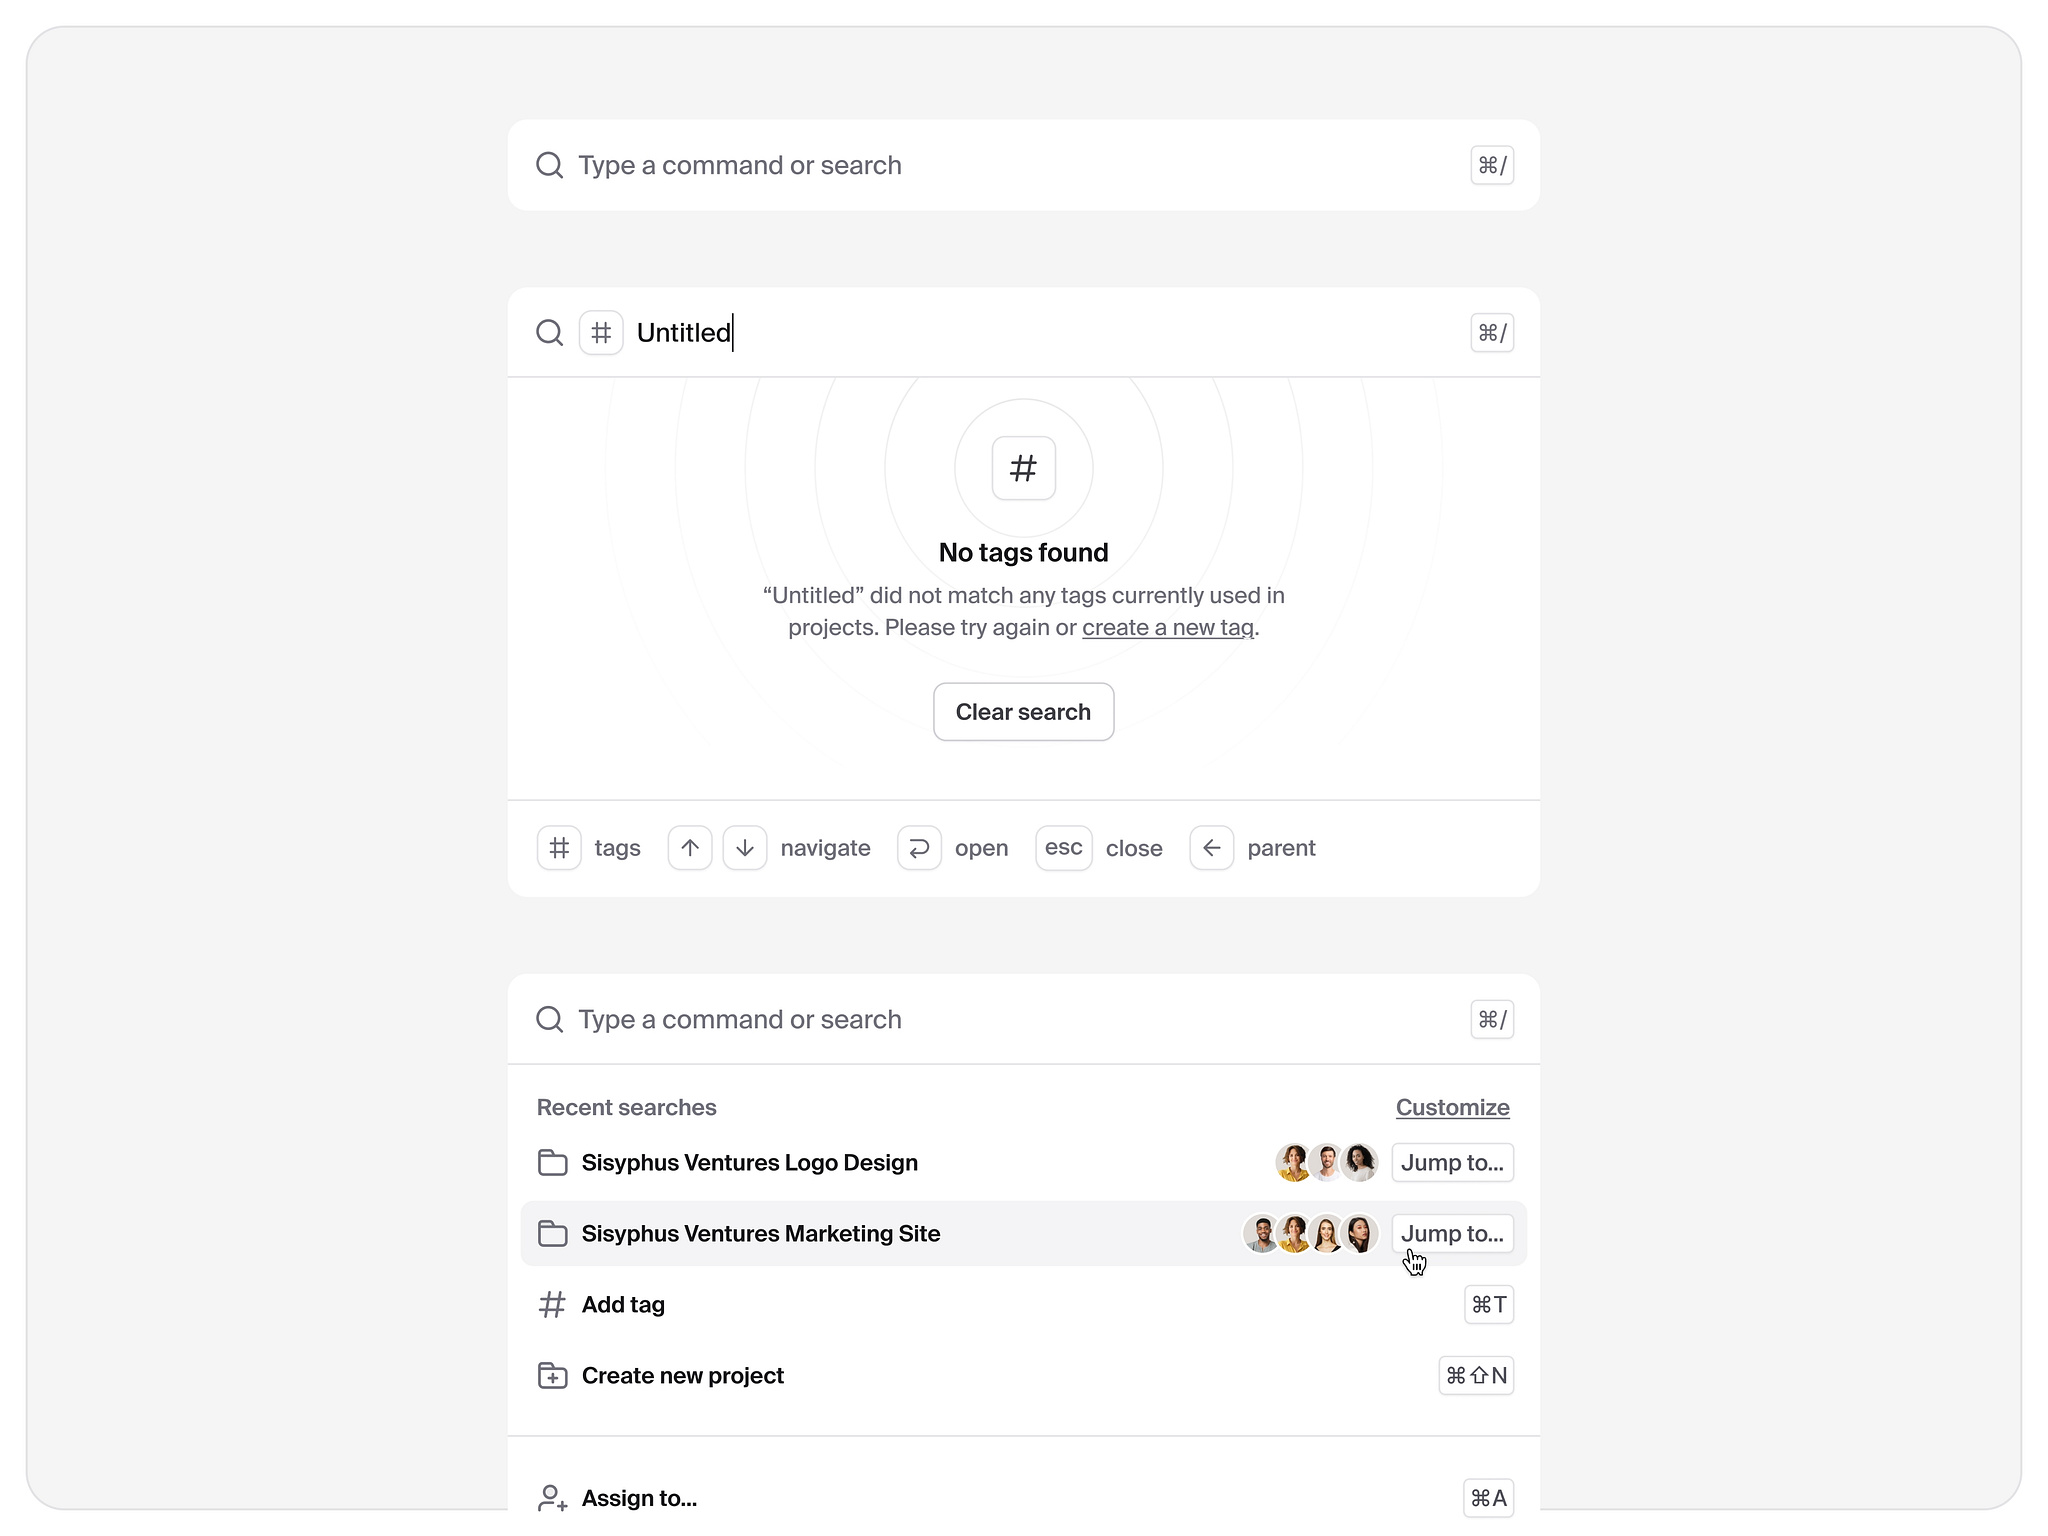 Type a command or search ⌘/
# Untitled ⌘/
#
No tags found
“Untitled” did not match any tags currently used in
projects. Please try again or create a new tag.
Clear search
# tags ↑ ↓ navigate open esc close ← parent
Type a command or search ⌘/
Recent searches Customize
Sisyphus Ventures Logo Design Jump to...
Sisyphus Ventures Marketing Site Jump to...
# Add tag ⌘T
Create new project ⌘⇧N
Assign to... ⌘A